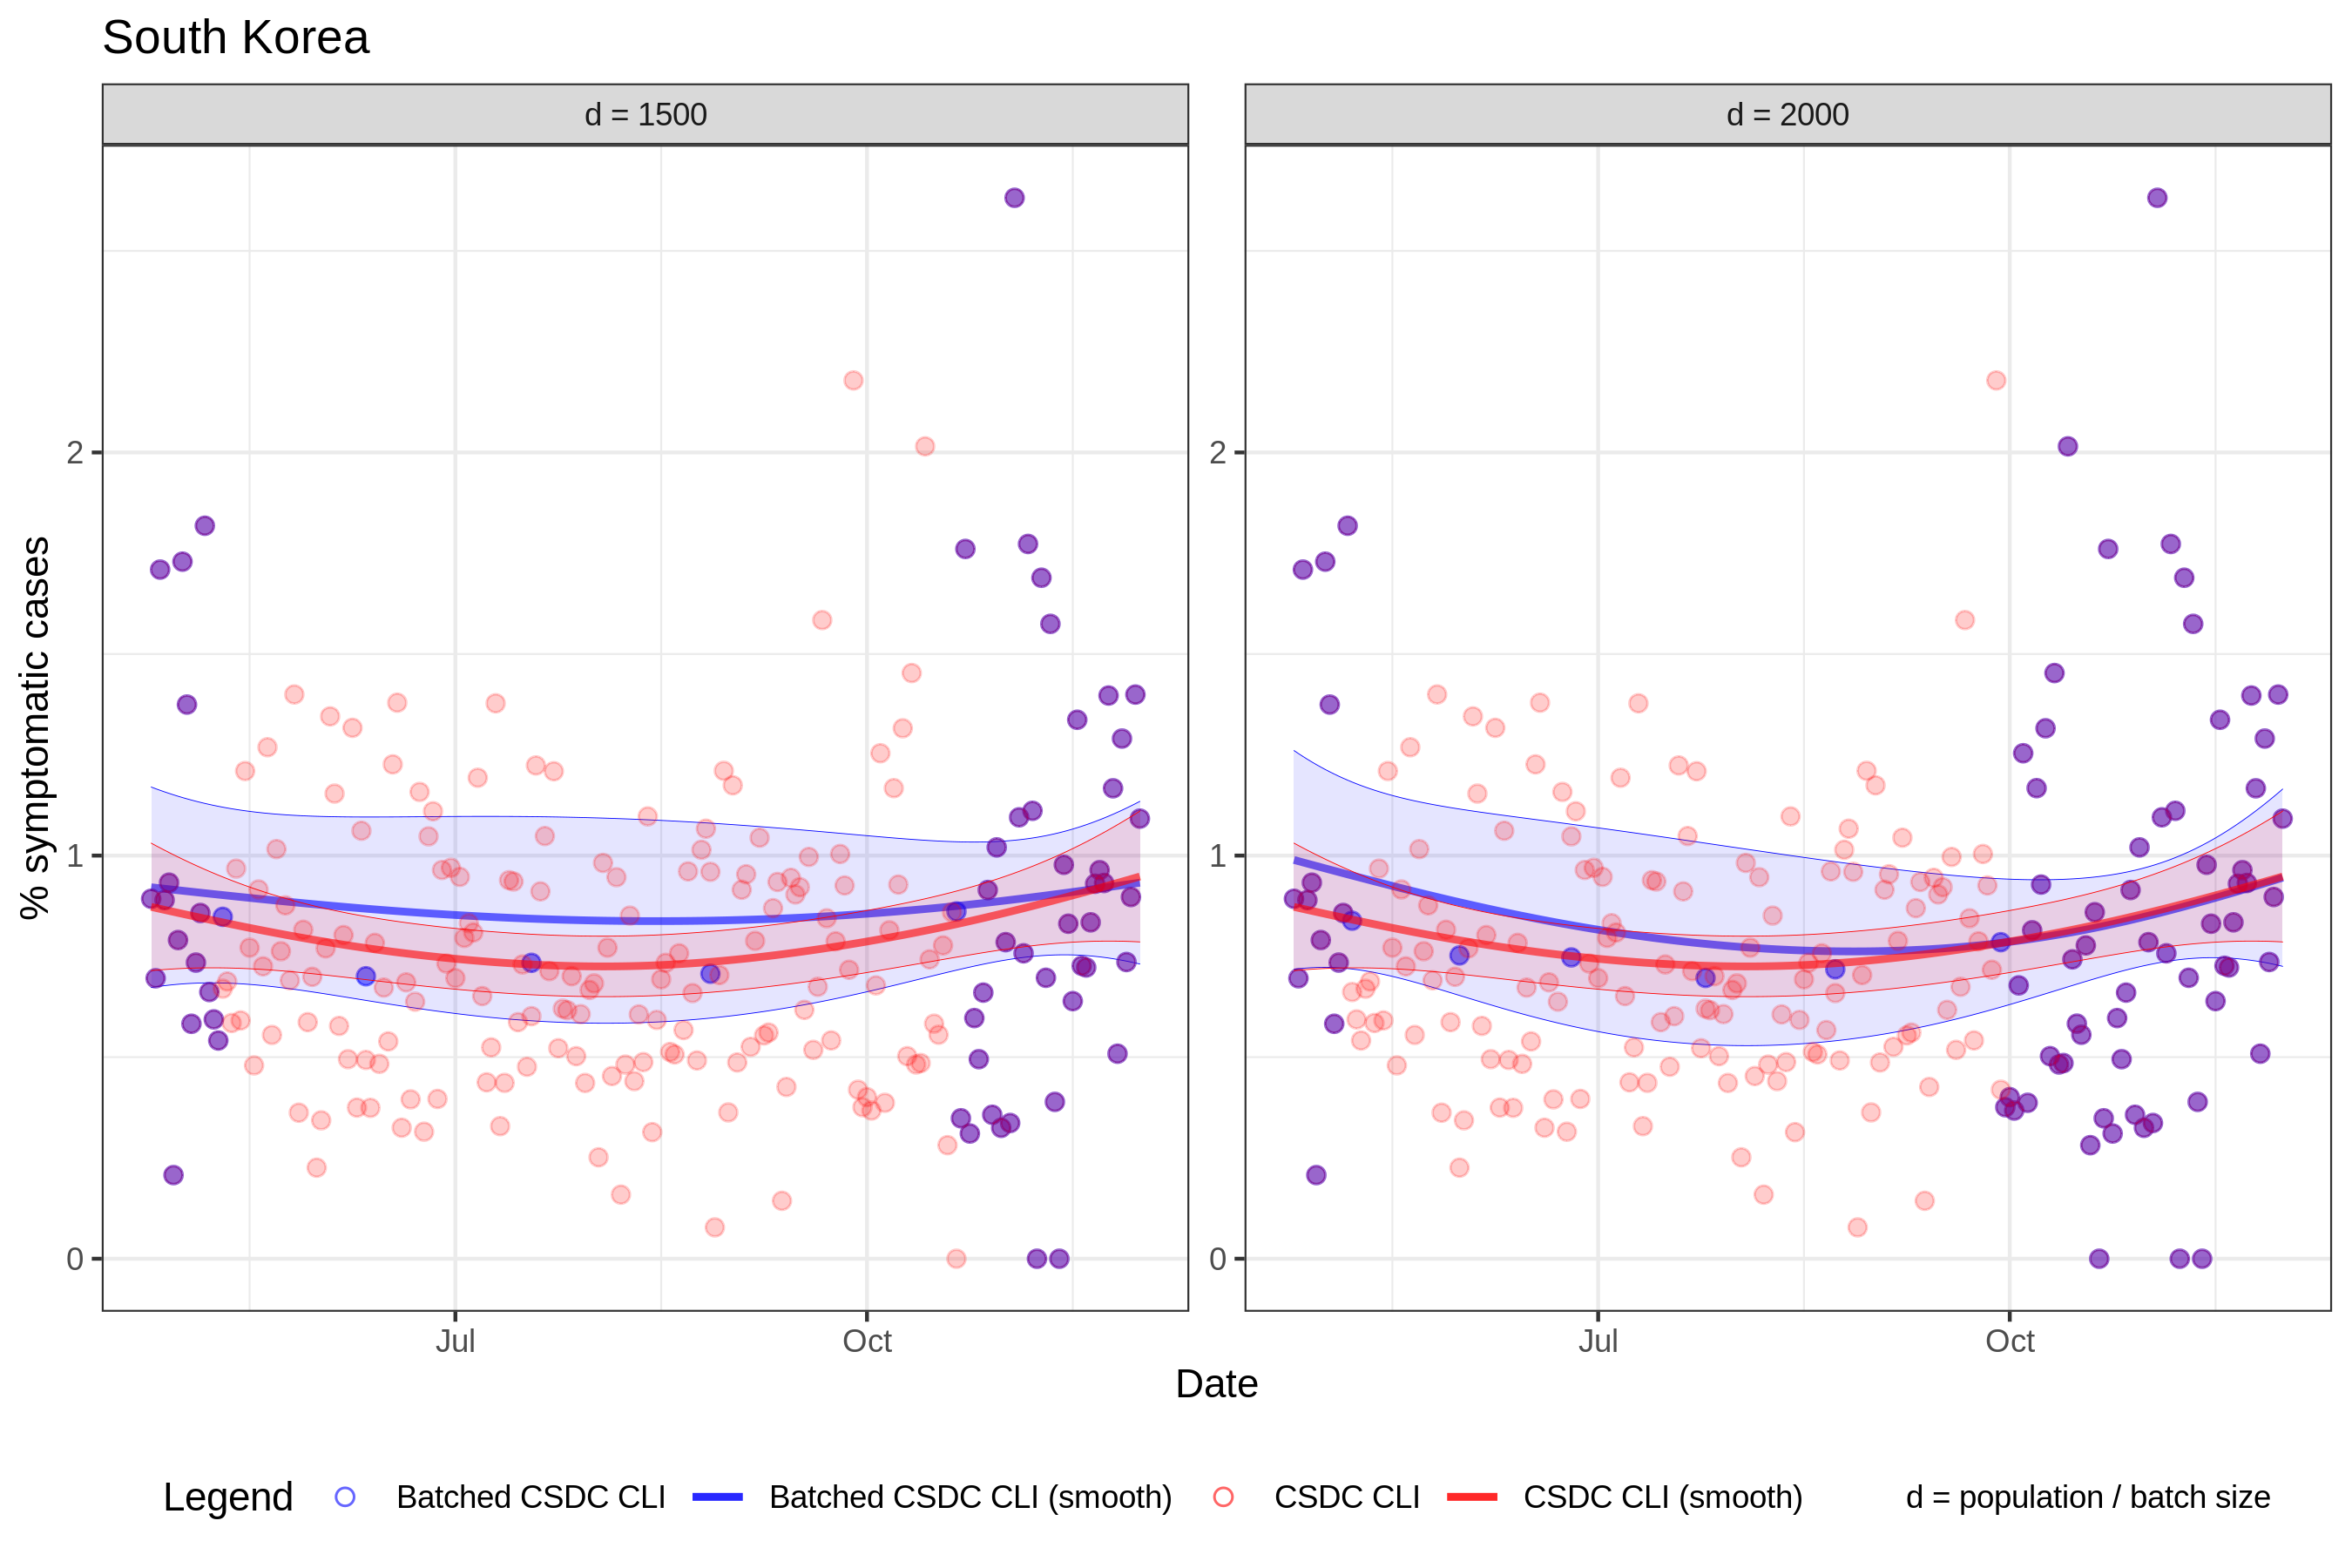 South Korea
d = 1500
d = 2000
% symptomatic cases
2
1
0
2
1
0
Jul
Oct
Jul
Oct
Date
Legend
Batched CSDC CLI
Batched CSDC CLI (smooth)
CSDC CLI
CSDC CLI (smooth)
d = population / batch size